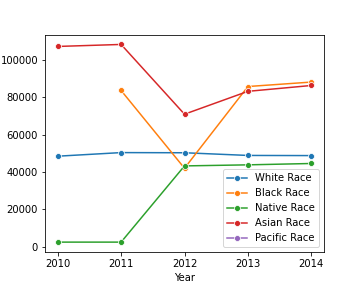 100000
80000
60000
40000
20000
0
2010 2011 2012 2013 2014
Year
White Race
Black Race
Native Race
Asian Race
Pacific Race